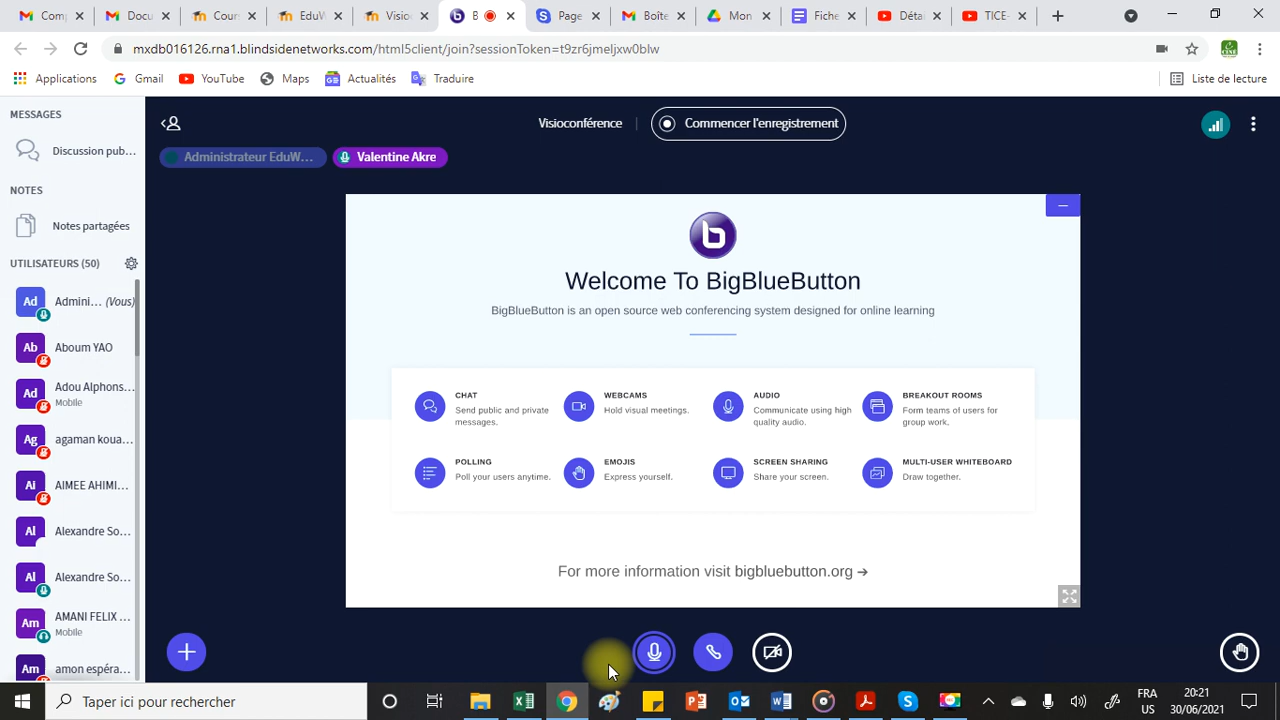 Comp
Docu
Cour
EduW
Visio
B
Page
Boîte
Mon
Fiche
Détai
TICE-
mxdb016126.rna1.blindsidenetworks.com/html5client/join?sessionToken=t9zr6jmeljxw0blw
Applications
Gmail
YouTube
Maps
Actualités
Traduire
Liste de lecture
MESSAGES
Discussion pub...
NOTES
Notes partagées
UTILISATEURS (50)
Ad Admini... (Vous)
Ab Aboum YAO
Ad Adou Alphons...
Mobile
Ag agaman koua...
Ai AIMEE AHIMI...
Al Alexandre So...
Al Alexandre So...
Am AMANI FELIX ...
Mobile
Am amon espéra...
Visioconférence
Commencer l'enregistrement
Administrateur EduW...
Valentine Akre
b
Welcome To BigBlueButton
BigBlueButton is an open source web conferencing system designed for online learning
CHAT
Send public and private
messages.
WEBCAMS
Hold visual meetings.
AUDIO
Communicate using high
quality audio.
BREAKOUT ROOMS
Form teams of users for
group work.
POLLING
Poll your users anytime.
EMOJIS
Express yourself.
SCREEN SHARING
Share your screen.
MULTI-USER WHITEBOARD
Draw together.
For more information visit bigbluebutton.org →
Taper ici pour rechercher
FRA
US
20:21
30/06/2021